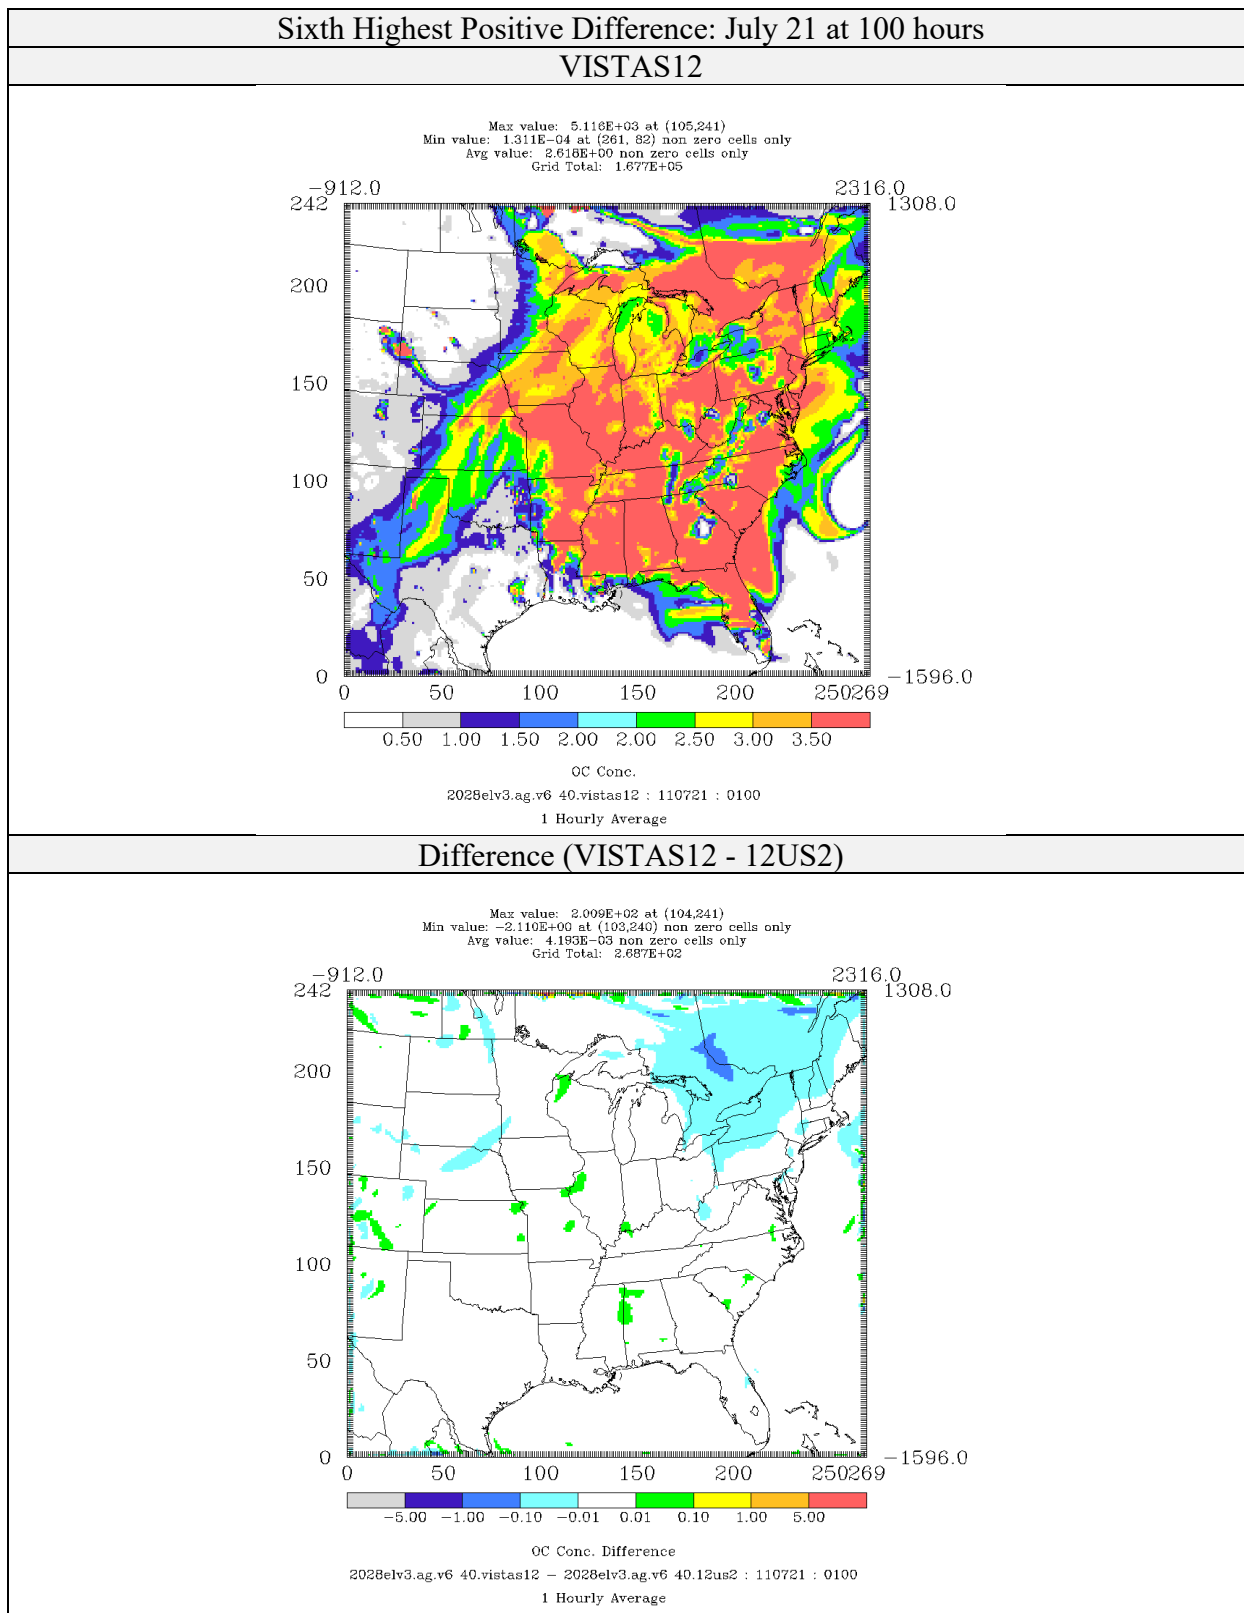 Sixth Highest Positive Difference: July 21 at 100 hours
VISTAS12
Max value: 5.116E+03 at (105,241)
Min value: 1.311E-04 at (261, 82) non zero cells only
Avg value: 2.618E+00 non zero cells only
Grid Total: 1.677E+05
-912.0 2316.0
242 1308.0
200
150
100
50
0 -1596.0
0 50 100 150 200 250269
0.50 1.00 1.50 2.00 2.00 2.50 3.00 3.50
OC Conc.
2028elv3.ag.v6 40.vistas12 : 110721 : 0100
1 Hourly Average
Difference (VISTAS12 - 12US2)
Max value: 2.009E+02 at (104,241)
Min value: -2.110E+00 at (103,240) non zero cells only
Avg value: 4.193E-03 non zero cells only
Grid Total: 2.687E+02
-912.0 2316.0
242 1308.0
200
150
100
50
0 -1596.0
0 50 100 150 200 250269
-5.00 -1.00 -0.10 -0.01 0.01 0.10 1.00 5.00
OC Conc. Difference
2028elv3.ag.v6 40.vistas12 - 2028elv3.ag.v6 40.12us2 : 110721 : 0100
1 Hourly Average